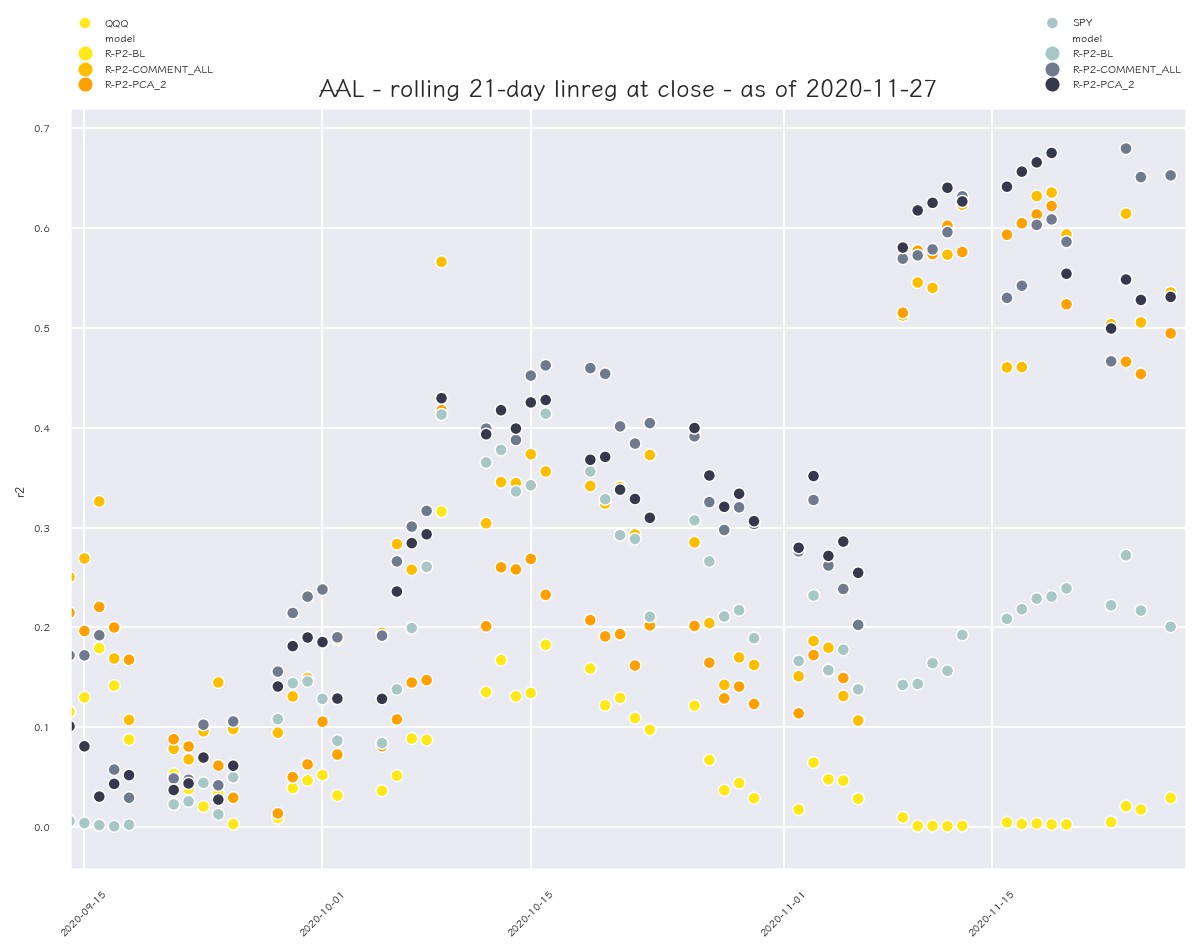 QQQ
model
R-P2-BL
R-P2-COMMENT_ALL
R-P2-PCA_2
SPY
model
R-P2-BL
R-P2-COMMENT_ALL
R-P2-PCA_2
AAL - rolling 21-day linreg at close - as of 2020-11-27
0.7
0.6
0.5
0.4
0.3
0.2
0.1
0.0
r2
2020-09-15
2020-10-01
2020-10-15
2020-11-01
2020-11-15